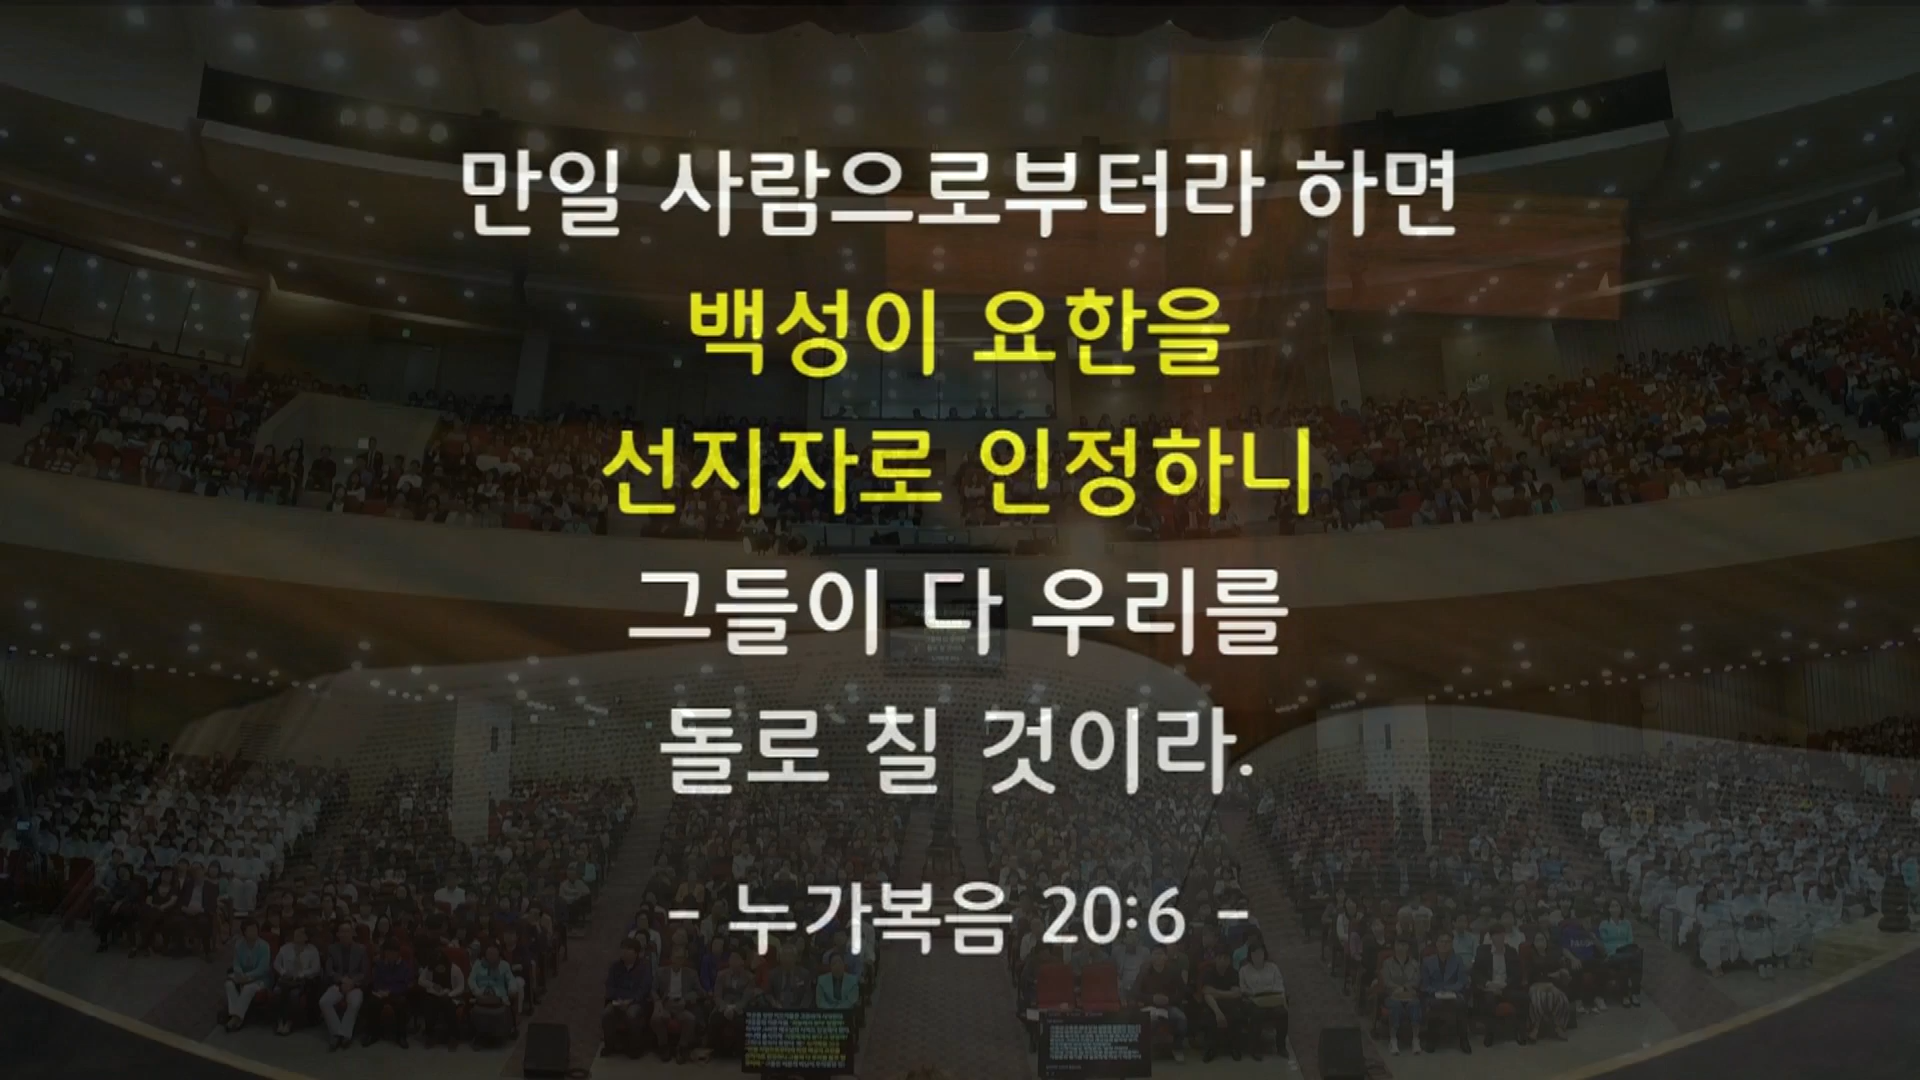 만일 사람으로부터라 하면
백성이 요한을
선지자로 인정하니
그들이 다 우리를
돌로 칠 것이라.
- 누가복음 20:6 -